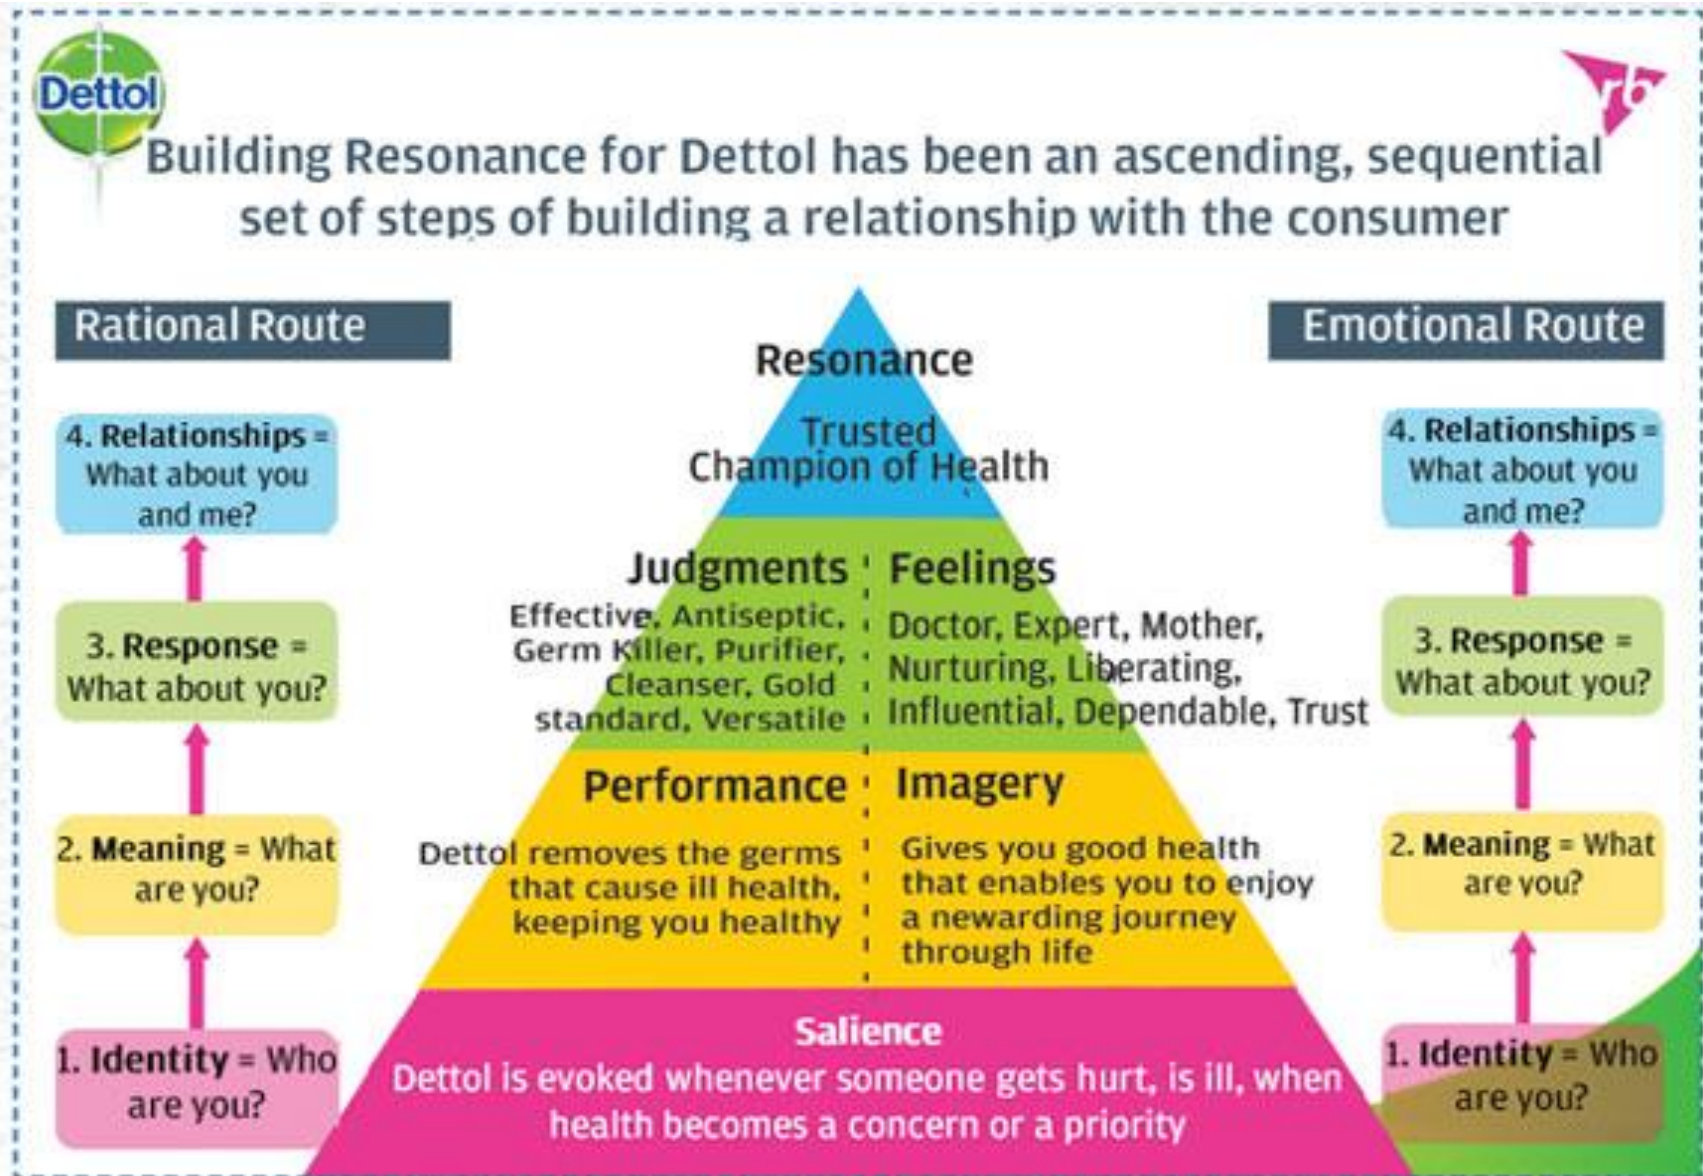 Dettol
rb
Building Resonance for Dettol has been an ascending, sequential
set of steps of building a relationship with the consumer
Rational Route
4. Relationships =
What about you
and me?
3. Response =
What about you?
2. Meaning = What
are you?
1. Identity = Who
are you?
Resonance
Trusted
Champion of Health
Judgments
Effective, Antiseptic,
Germ Killer, Purifier,
Cleanser, Gold
standard, Versatile
Feelings
Doctor, Expert, Mother,
Nurturing, Liberating,
Influential, Dependable, Trust
Performance
Dettol removes the germs
that cause ill health,
keeping you healthy
Imagery
Gives you good health
that enables you to enjoy
a newarding journey
through life
Salience
Dettol is evoked whenever someone gets hurt, is ill, when
health becomes a concern or a priority
Emotional Route
4. Relationships =
What about you
and me?
3. Response =
What about you?
2. Meaning = What
are you?
1. Identity = Who
are you?